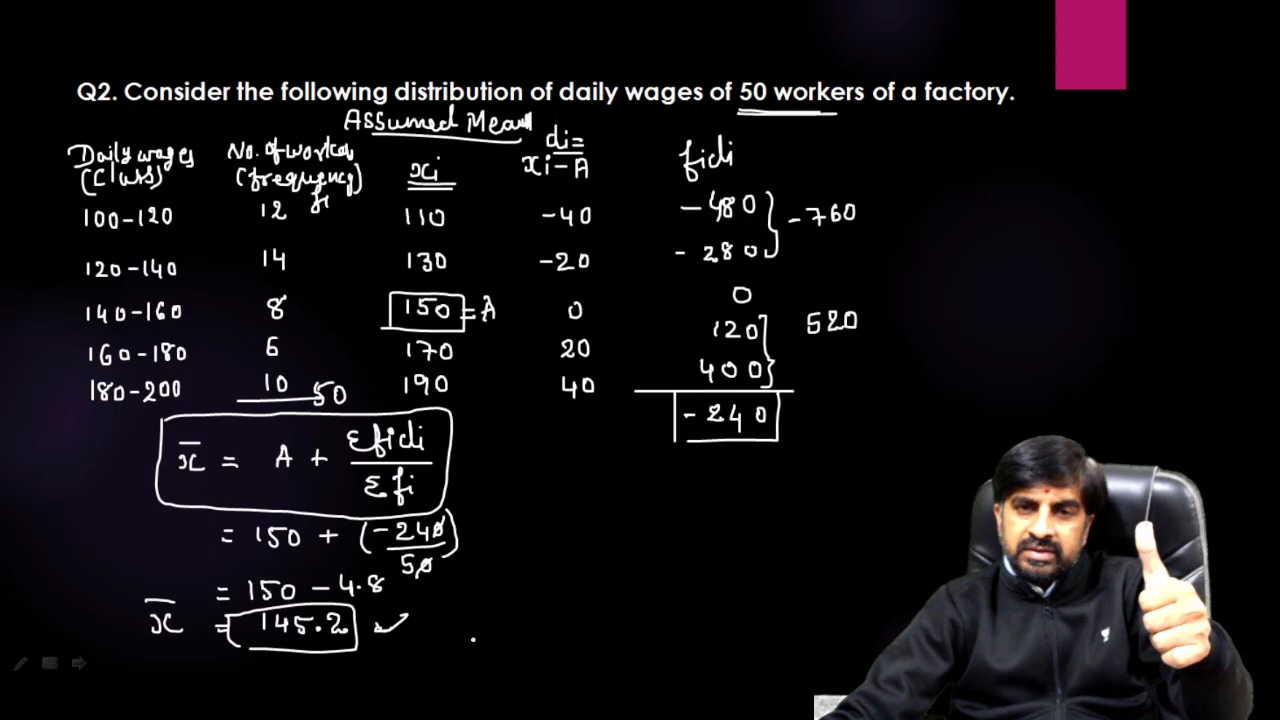 Q2. Consider the following distribution of daily wages of 50 workers of a factory.
Assumed Mean
Daily wages (Class) No. of workers (frequency) fi xi di = xi - A fidi
100-120 12 110 -40 -480
120-140 14 130 -20 -280 } -760
140-160 8 150 = A 0 0
160-180 6 170 20 120
180-200 10 190 40 400 } 520
50 -240
x̄ = A + Σfidi / Σfi
= 150 + (-240 / 50)
= 150 - 4.8
x̄ = 145.2 ✓